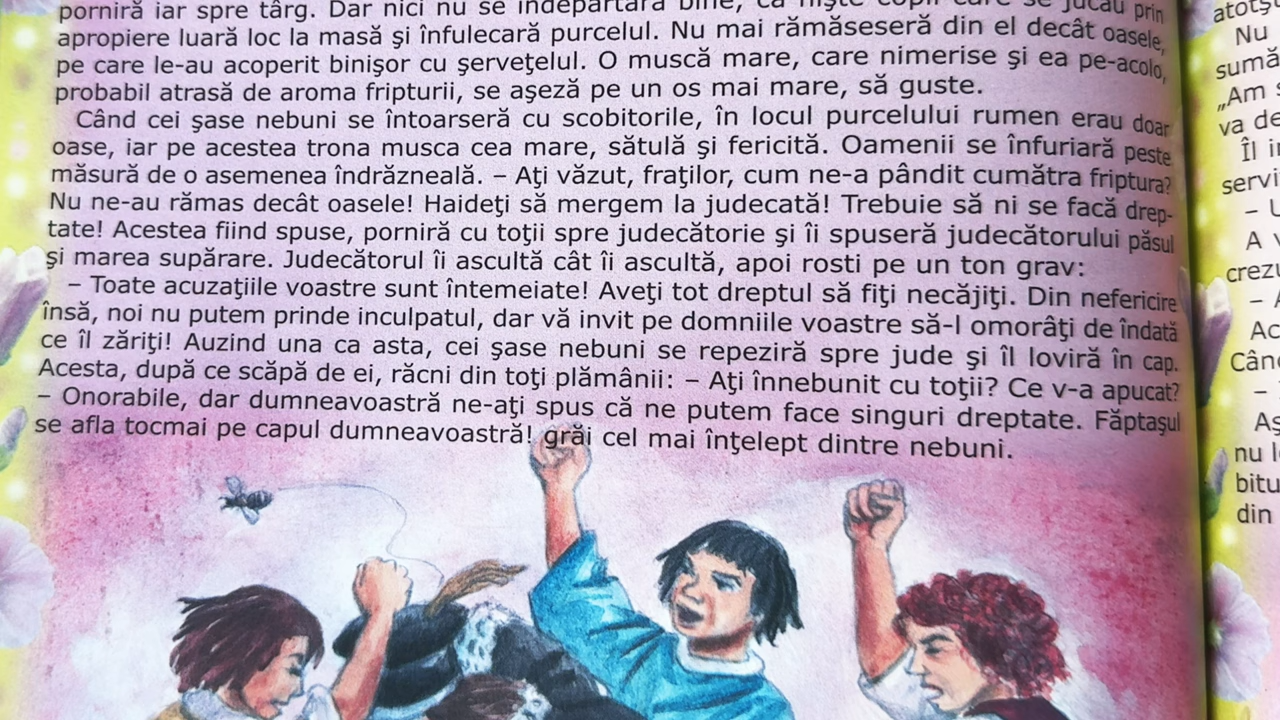 porniră iar spre târg. Dar nici nu se îndepărtară bine, că nişte copii care se jucau prin
apropiere luară loc la masă şi înfulecară purcelul. Nu mai rămăseseră din el decât oasele,
pe care le-au acoperit binişor cu şerveţelul. O muscă mare, care nimerise şi ea pe-acolo,
probabil atrasă de aroma fripturii, se aşeză pe un os mai mare, să guste.
Când cei şase nebuni se întoarseră cu scobitorile, în locul purcelului rumen erau doar
oase, iar pe acestea trona musca cea mare, sătulă şi fericită. Oamenii se înfuriară peste
măsură de o asemenea îndrăzneală. – Aţi văzut, fraţilor, cum ne-a pândit cumătra friptura?
Nu ne-au rămas decât oasele! Haideţi să mergem la judecată! Trebuie să ni se facă drep-
tate! Acestea fiind spuse, porniră cu toţii spre judecătorie şi îi spuseră judecătorului păsul
şi marea supărare. Judecătorul îi ascultă cât îi ascultă, apoi rosti pe un ton grav:
– Toate acuzaţiile voastre sunt întemeiate! Aveţi tot dreptul să fiţi necăjiţi. Din nefericire
însă, noi nu putem prinde inculpatul, dar vă invit pe domniile voastre să-l omorâţi de îndată
ce îl zăriţi! Auzind una ca asta, cei şase nebuni se repeziră spre jude şi îl loviră în cap.
Acesta, după ce scăpă de ei, răcni din toţi plămânii: – Aţi înnebunit cu toţii? Ce v-a apucat?
– Onorabile, dar dumneavoastră ne-aţi spus că ne putem face singuri dreptate. Făptaşul
se afla tocmai pe capul dumneavoastră! grăi cel mai înţelept dintre nebuni.
Nu
sumă
„Am
va de
Îl
– 
A
Când
nu
din